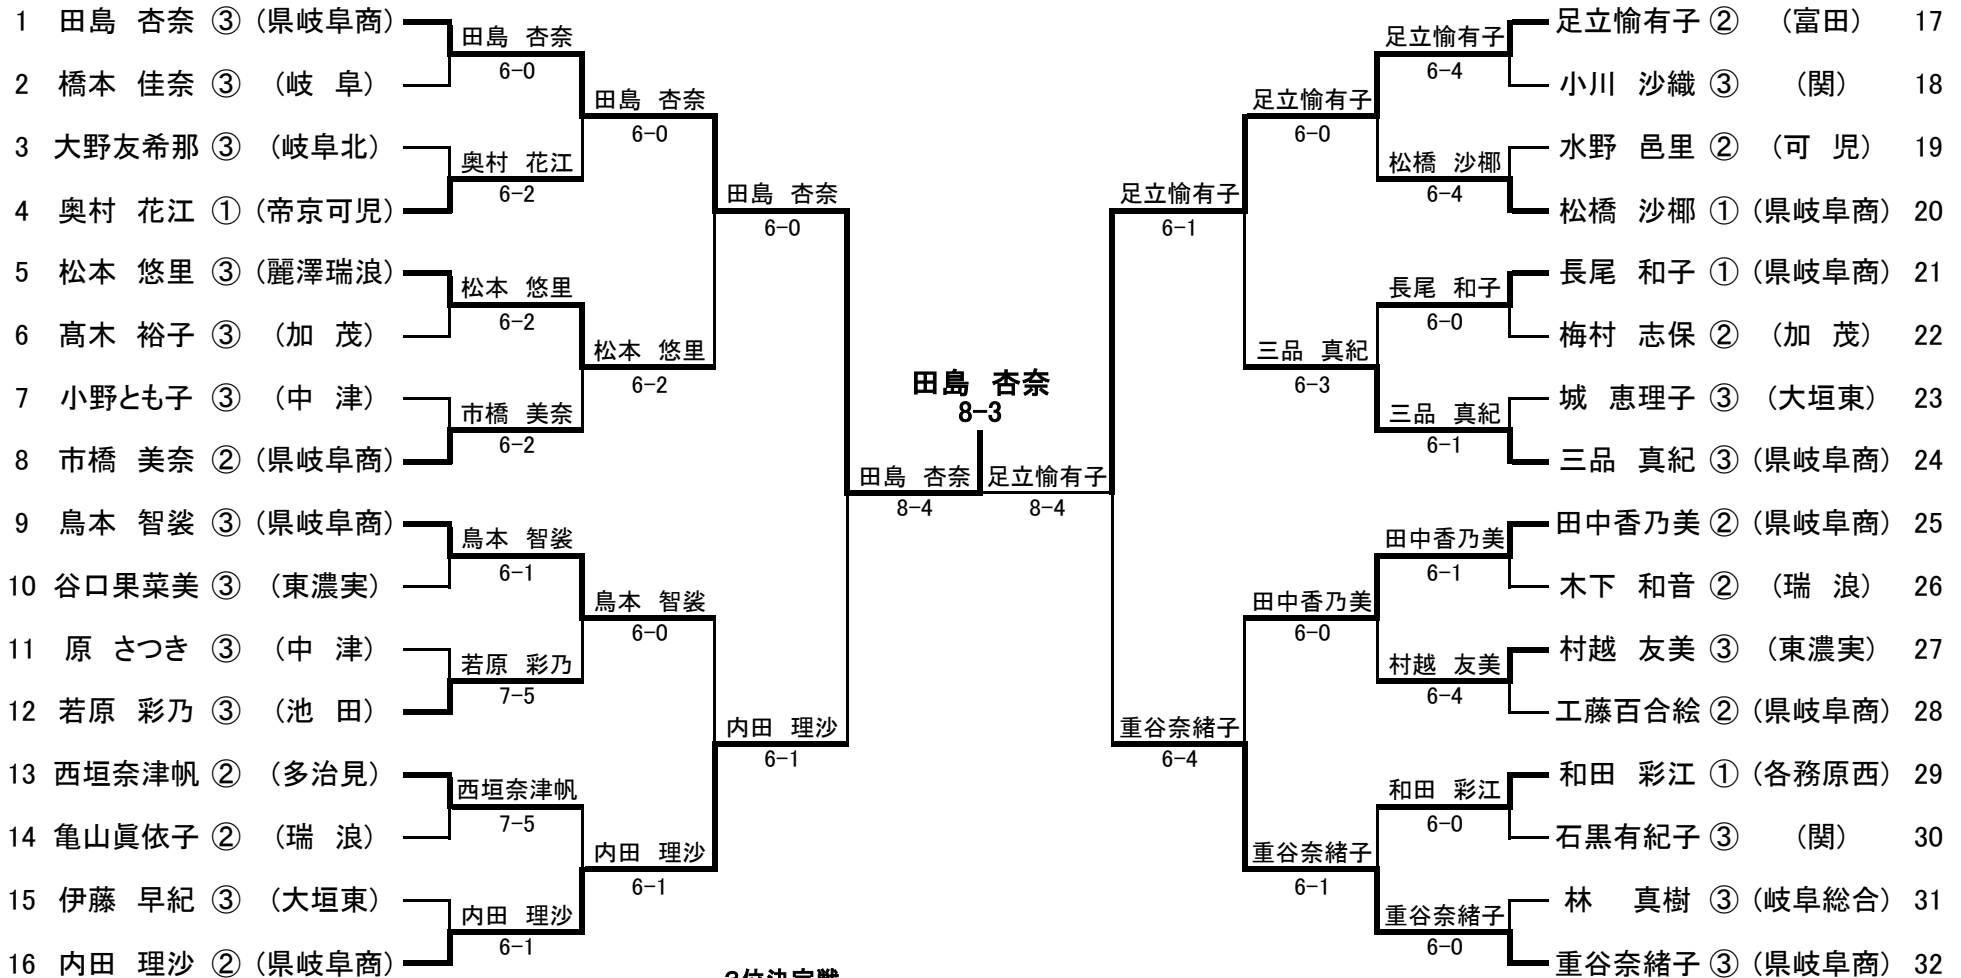 1 田島 杏奈 ③ (県岐阜商)
2 橋本 佳奈 ③ (岐 阜)
3 大野友希那 ③ (岐阜北)
4 奥村 花江 ① (帝京可児)
5 松本 悠里 ③ (麗澤瑞浪)
6 髙木 裕子 ③ (加 茂)
7 小野とも子 ③ (中 津)
8 市橋 美奈 ② (県岐阜商)
9 鳥本 智裟 ③ (県岐阜商)
10 谷口果菜美 ③ (東濃実)
11 原 さつき ③ (中 津)
12 若原 彩乃 ③ (池 田)
13 西垣奈津帆 ② (多治見)
14 亀山眞依子 ② (瑞 浪)
15 伊藤 早紀 ③ (大垣東)
16 内田 理沙 ② (県岐阜商)
田島 杏奈
6-0
奥村 花江
6-2
松本 悠里
6-2
市橋 美奈
6-2
鳥本 智裟
6-1
若原 彩乃
7-5
西垣奈津帆
7-5
内田 理沙
6-1
田島 杏奈
6-0
松本 悠里
6-2
鳥本 智裟
6-0
内田 理沙
6-1
田島 杏奈
6-0
内田 理沙
6-1
田島 杏奈
8-4
田島 杏奈
8-3
足立愉有子
8-4
足立愉有子
6-1
重谷奈緒子
6-4
足立愉有子
6-0
三品 真紀
6-3
田中香乃美
6-0
重谷奈緒子
6-1
足立愉有子
6-4
松橋 沙椰
6-4
長尾 和子
6-0
三品 真紀
6-1
田中香乃美
6-1
村越 友美
6-4
和田 彩江
6-0
重谷奈緒子
6-0
足立愉有子 ② (富田) 17
小川 沙織 ③ (関) 18
水野 邑里 ② (可 児) 19
松橋 沙椰 ① (県岐阜商) 20
長尾 和子 ① (県岐阜商) 21
梅村 志保 ② (加 茂) 22
城 恵理子 ③ (大垣東) 23
三品 真紀 ③ (県岐阜商) 24
田中香乃美 ② (県岐阜商) 25
木下 和音 ② (瑞 浪) 26
村越 友美 ③ (東濃実) 27
工藤百合絵 ② (県岐阜商) 28
和田 彩江 ① (各務原西) 29
石黒有紀子 ③ (関) 30
林 真樹 ③ (岐阜総合) 31
重谷奈緒子 ③ (県岐阜商) 32